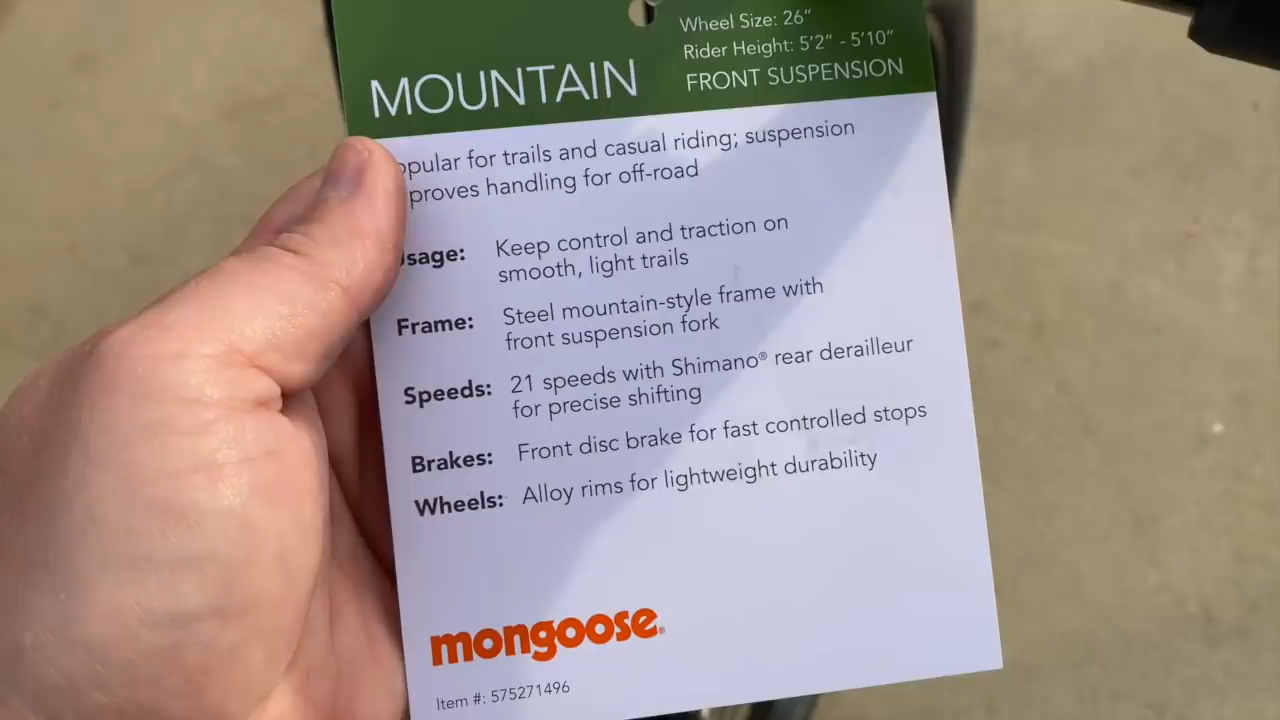 Wheel Size: 26"
Rider Height: 5'2" - 5'10"
MOUNTAIN
FRONT SUSPENSION
opular for trails and casual riding; suspension
proves handling for off-road
sage: Keep control and traction on
smooth, light trails
Frame: Steel mountain-style frame with
front suspension fork
Speeds: 21 speeds with Shimano® rear derailleur
for precise shifting
Brakes: Front disc brake for fast controlled stops
Wheels: Alloy rims for lightweight durability
mongoose®
Item #: 575271496